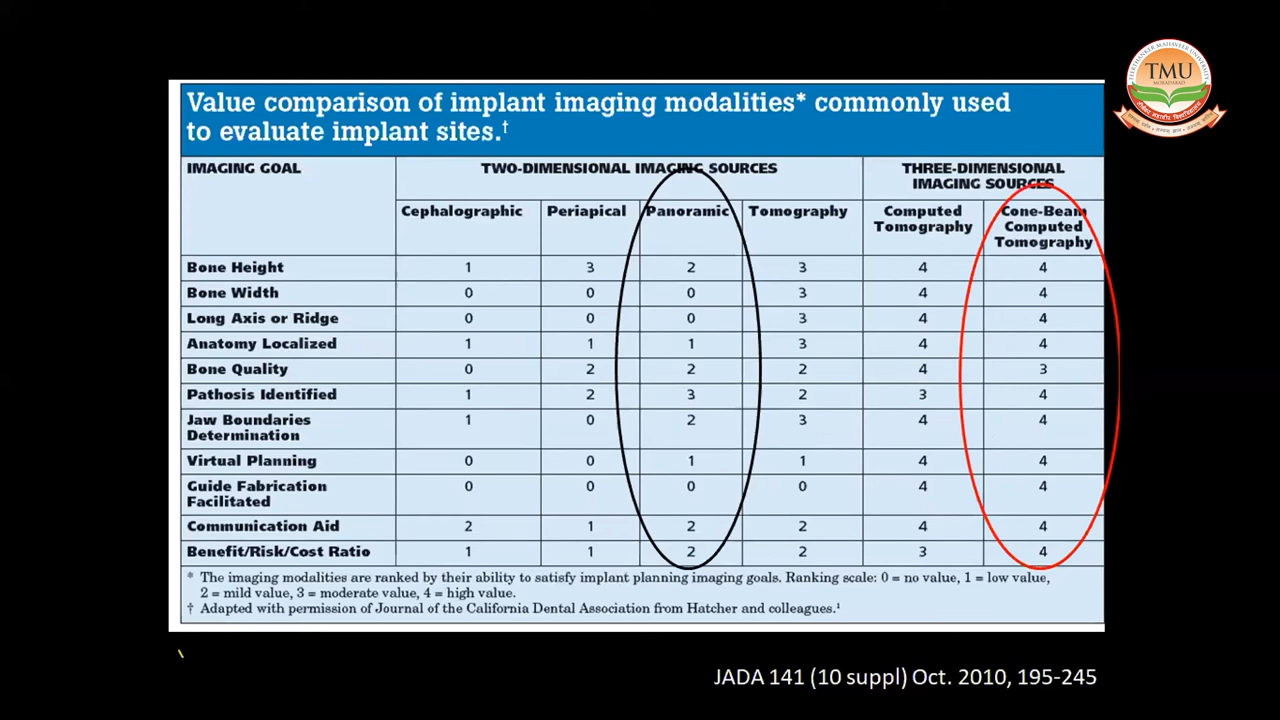 Value comparison of implant imaging modalities* commonly used
to evaluate implant sites.†
IMAGING GOAL TWO-DIMENSIONAL IMAGING SOURCES THREE-DIMENSIONAL
IMAGING SOURCES
Cephalographic Periapical Panoramic Tomography Computed Tomography Cone-Beam Computed Tomography
Bone Height 1 3 2 3 4 4
Bone Width 0 0 0 3 4 4
Long Axis or Ridge 0 0 0 3 4 4
Anatomy Localized 1 1 1 3 4 4
Bone Quality 0 2 2 2 4 3
Pathosis Identified 1 2 3 2 3 4
Jaw Boundaries 1 0 2 3 4 4
Determination
Virtual Planning 0 0 1 1 4 4
Guide Fabrication 0 0 0 0 4 4
Facilitated
Communication Aid 2 1 2 2 4 4
Benefit/Risk/Cost Ratio 1 1 2 2 3 4
* The imaging modalities are ranked by their ability to satisfy implant planning imaging goals. Ranking scale: 0 = no value, 1 = low value,
2 = mild value, 3 = moderate value, 4 = high value.
† Adapted with permission of Journal of the California Dental Association from Hatcher and colleagues.¹
TEERTHANKER MAHAVEER UNIVERSITY
TMU
MORADABAD
JADA 141 (10 suppl) Oct. 2010, 195-245